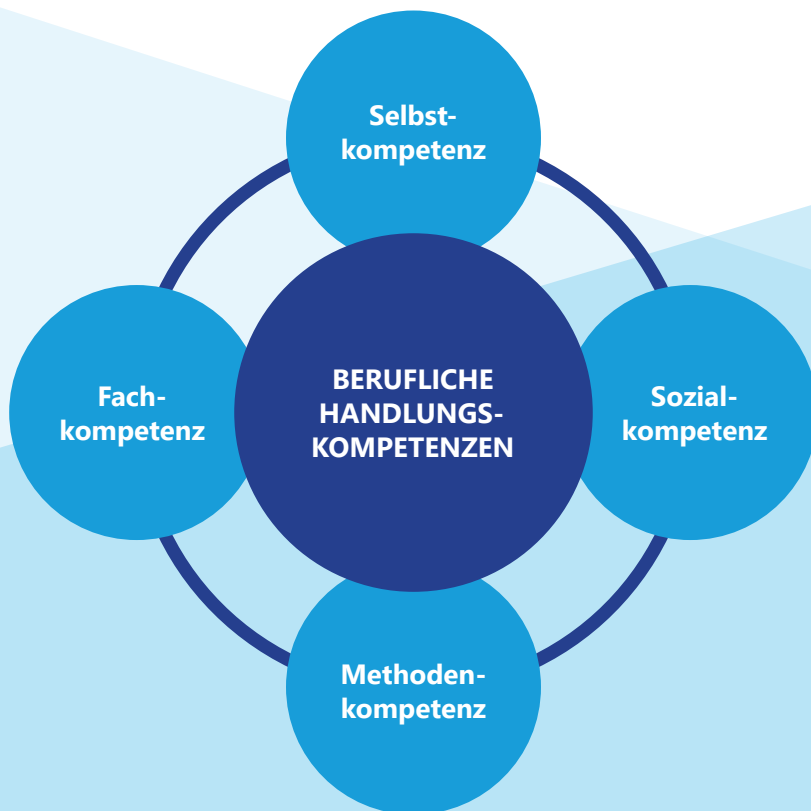 Selbst-
kompetenz
Fach-
kompetenz
BERUFLICHE
HANDLUNGS-
KOMPETENZEN
Sozial-
kompetenz
Methoden-
kompetenz